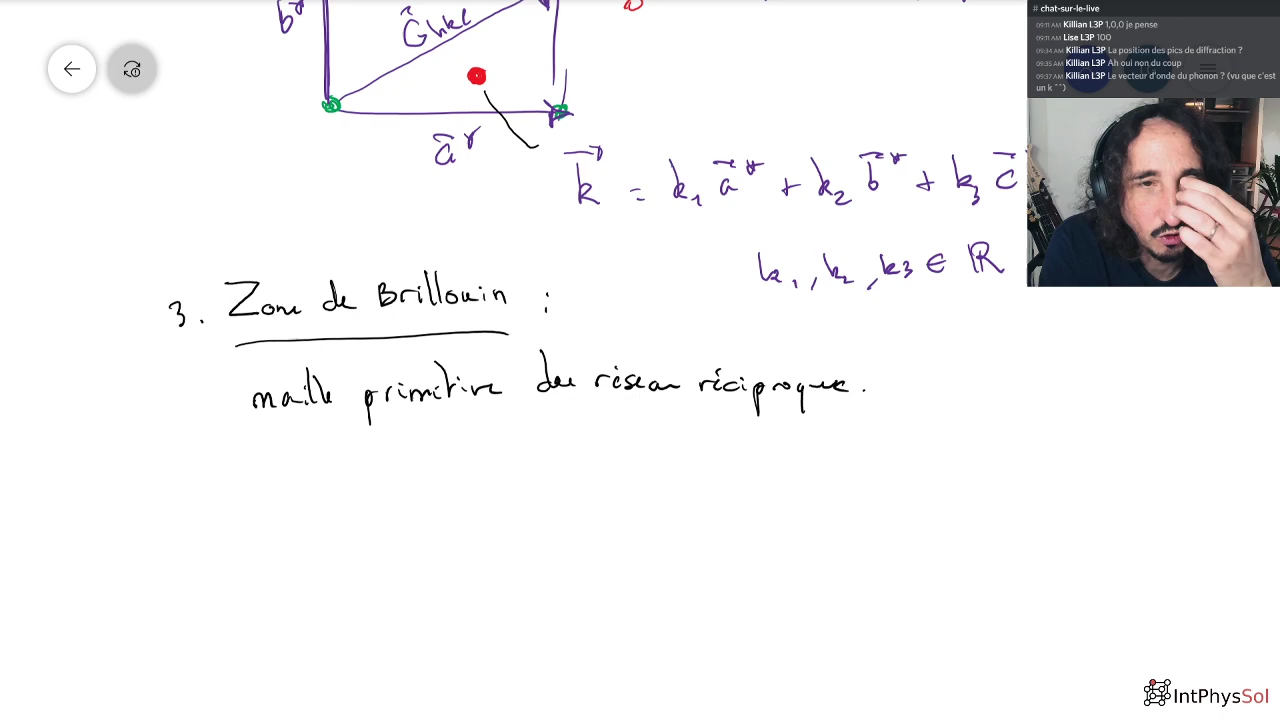 # chat-sur-le-live
09:11 AM Killian L3P 1,0,0 je pense
09:11 AM Lise L3P 100
09:34 AM Killian L3P La position des pics de diffraction ?
09:35 AM Killian L3P Ah oui non du coup
09:37 AM Killian L3P Le vecteur d'onde du phonon ? (vu que c'est
un k ^^)
b*
Ghkl
a*
k = k1 a* + k2 b* + k3 c
k1, k2, k3 ∈ ℝ
3. Zone de Brillouin :
maille primitive du réseau réciproque.
IntPhysSol